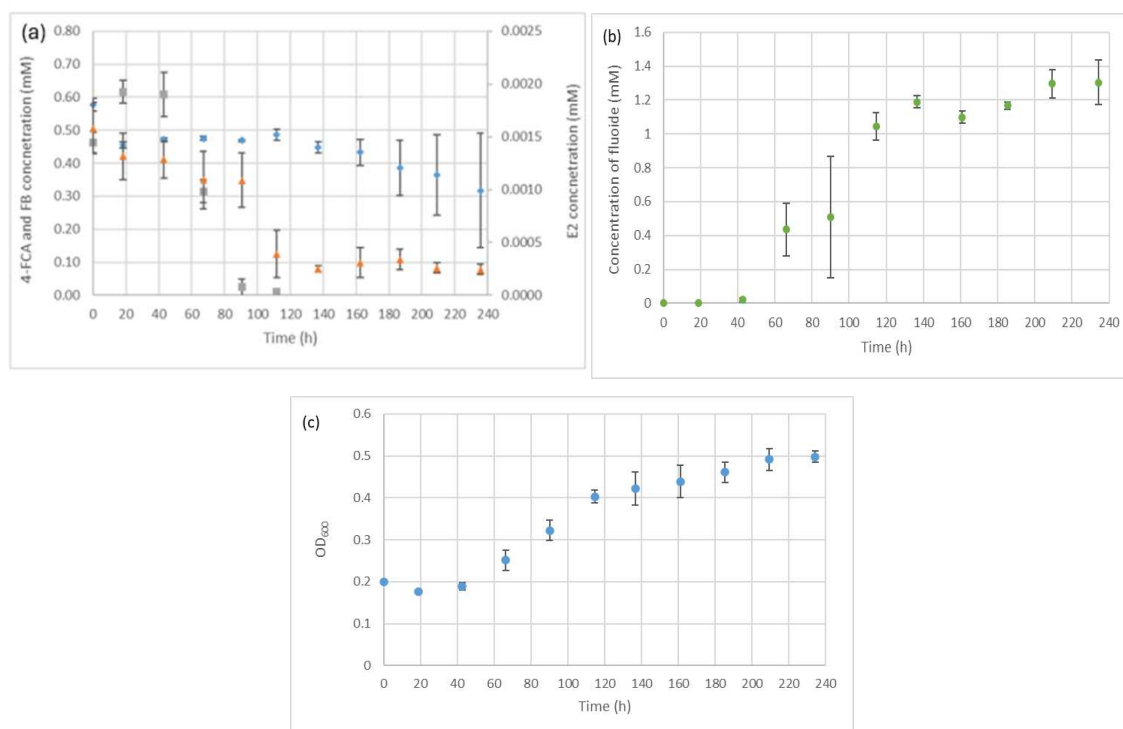 (a)
4-FCA and FB concnetration (mM)
0.80
0.70
0.60
0.50
0.40
0.30
0.20
0.10
0.00
0 20 40 60 80 100 120 140 160 180 200 220 240
Time (h)
0.0025
0.0020
0.0015
0.0010
0.0005
0.0000
E2 concnetration (mM)
(b)
Concentration of fluoide (mM)
1.6
1.4
1.2
1
0.8
0.6
0.4
0.2
0
0 20 40 60 80 100 120 140 160 180 200 220 240
Time (h)
(c)
OD600
0.6
0.5
0.4
0.3
0.2
0.1
0
0 20 40 60 80 100 120 140 160 180 200 220 240
Time (h)